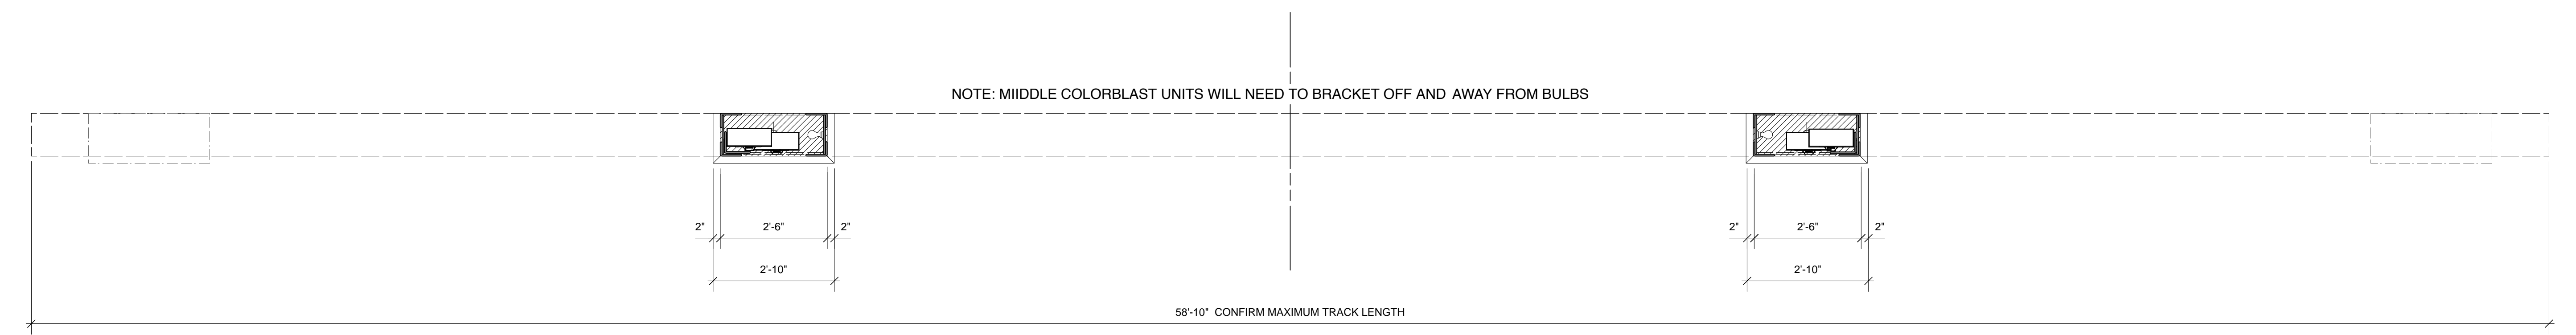 NOTE: MIIDDLE COLORBLAST UNITS WILL NEED TO BRACKET OFF AND AWAY FROM BULBS
2" 2'-6" 2" 2" 2'-6" 2"
2'-10" 2'-10"
58'-10" CONFIRM MAXIMUM TRACK LENGTH